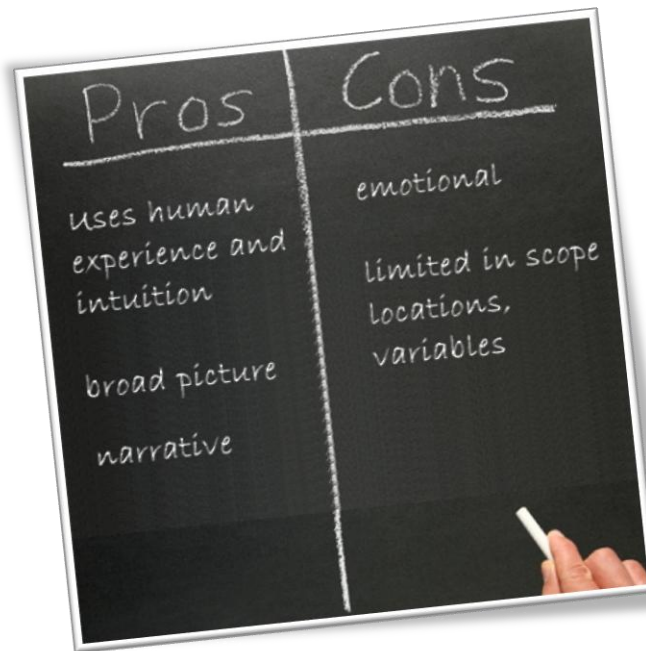 Pros
Cons
uses human
experience and
intuition
broad picture
narrative
emotional
limited in scope
locations,
variables